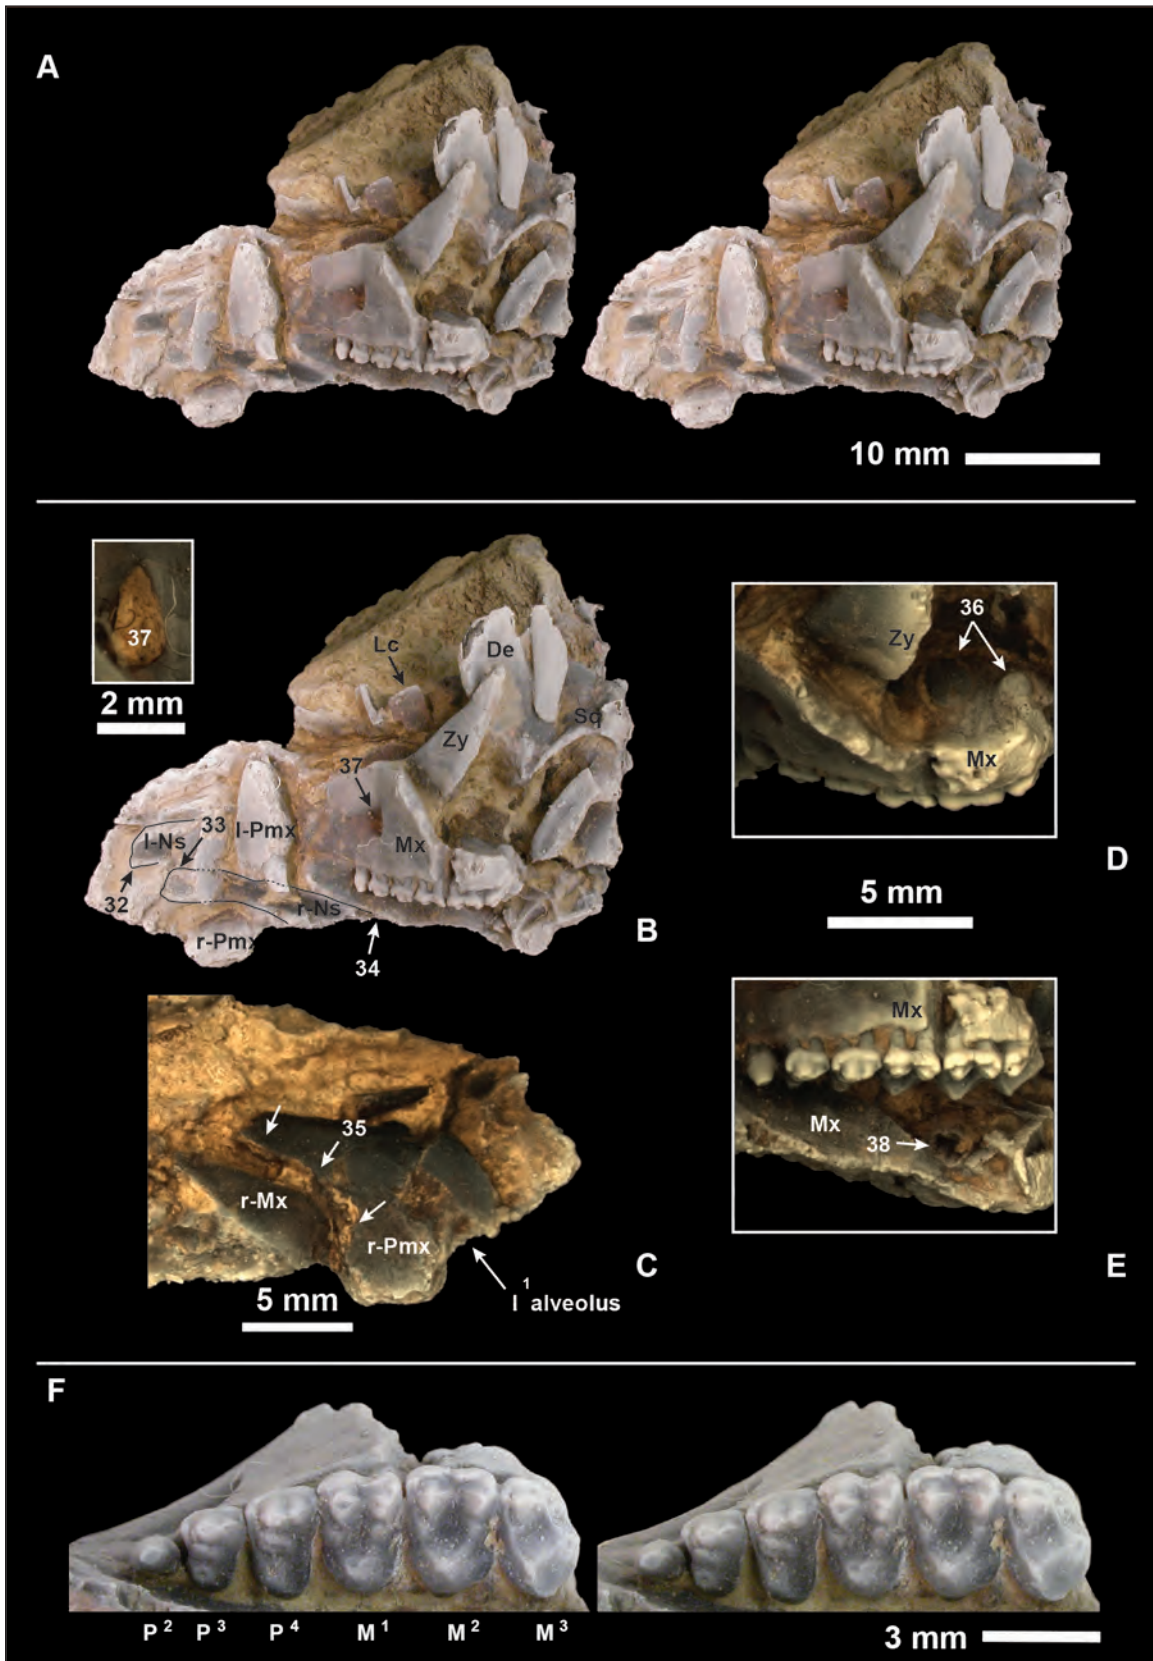 A
10 mm
37
2 mm
Lc
De
Sq
Zy
37
33
l-Pmx
l-Ns
Mx
32
r-Ns
r-Pmx
34
B
36
Zy
Mx
D
5 mm
35
r-Mx
r-Pmx
C
5 mm
I 1 alveolus
Mx
Mx
38
E
F
P 2 P 3 P 4 M 1 M 2 M 3
3 mm